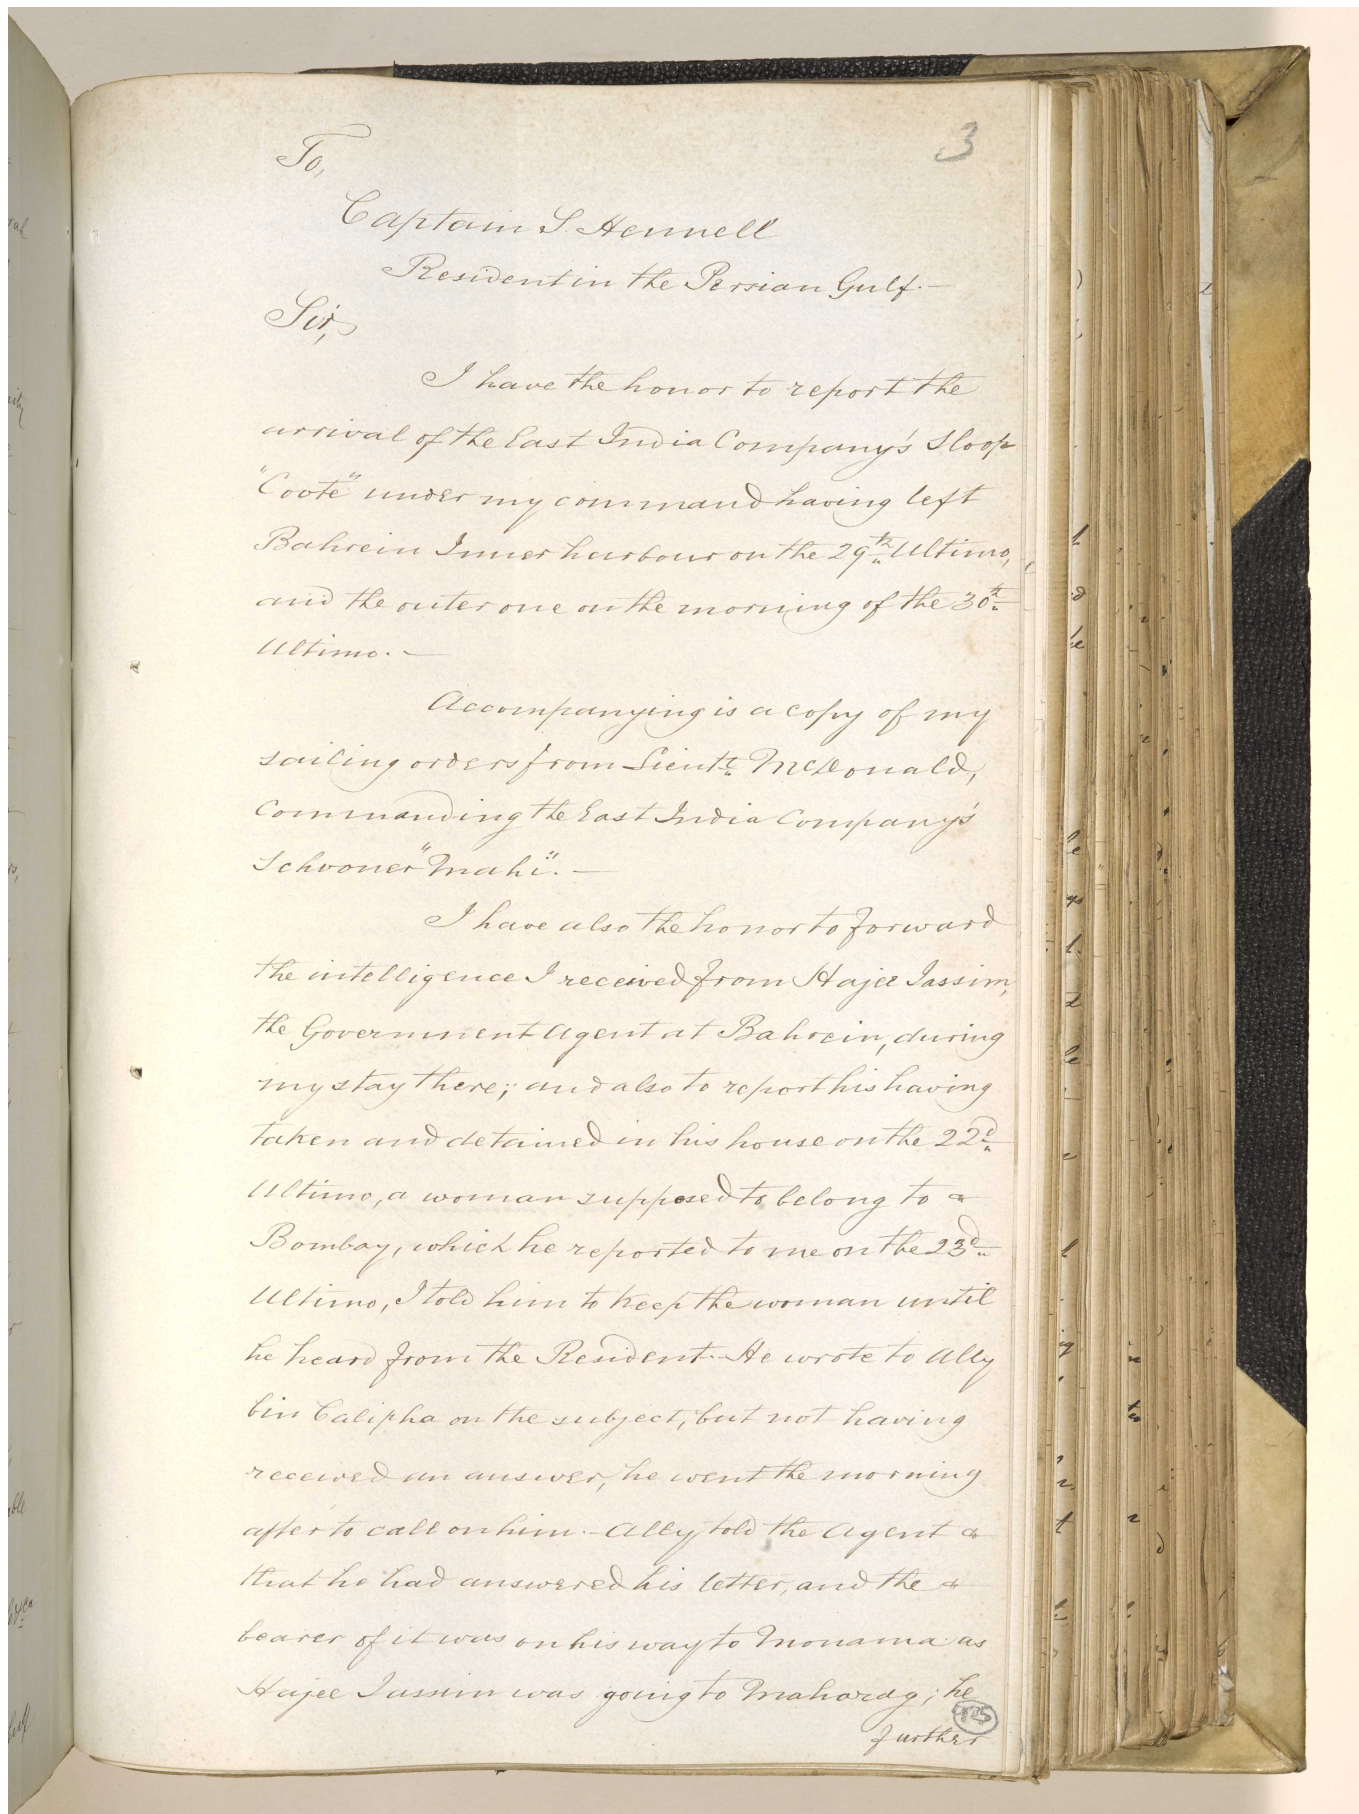 3
To,
Captain S. Hennell
Resident in the Persian Gulf.—
Sir,
I have the honor to report the
arrival of the East India Company's Sloop
"Coote" under my command having left
Bahrein Inner harbour on the 29th Ultimo,
and the outer one on the morning of the 30th
Ultimo.—
Accompanying is a copy of my
sailing orders from Lieutt. McDonald,
Commanding the East India Company's
Schooner "Mahi".—
I have also the honor to forward
the intelligence I received from Hajee Jassim,
the Government Agent at Bahrein, during
my stay there; and also to report his having
taken and detained in his house on the 22d
Ultimo, a woman supposed to belong to
Bombay, which he reported to me on the 23d
Ultimo, I told him to keep the woman until
he heard from the Resident. He wrote to Ally
bin Calipha on the subject, but not having
received an answer, he went the morning
after to call on him.— Ally told the Agent
that he had answered his letter, and the
bearer of it was on his way to Monama as
Hajee Jassim was going to Maharag; he
further
125